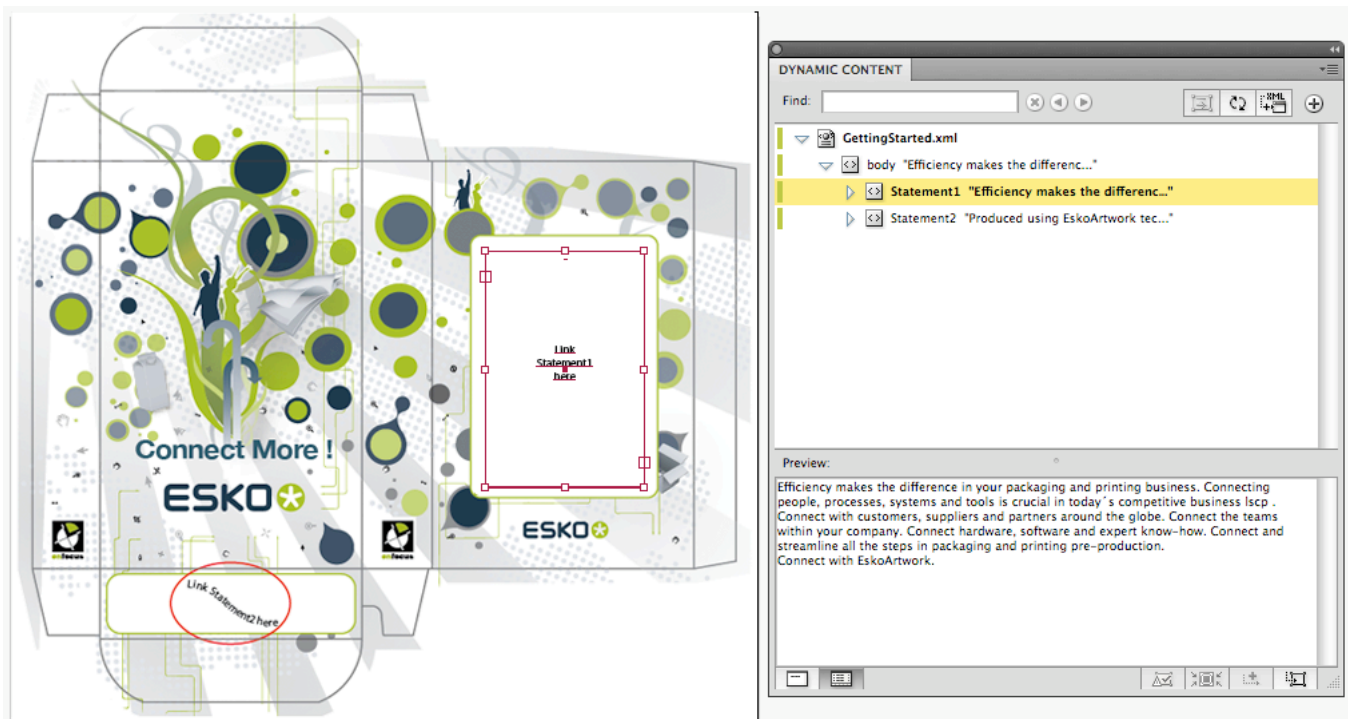 Link
Statement1
here
Connect More !
ESKO
ESKO
enfocus
enfocus
Link Statement2 here
DYNAMIC CONTENT
Find:
XML
GettingStarted.xml
body "Efficiency makes the differenc..."
Statement1 "Efficiency makes the differenc..."
Statement2 "Produced using EskoArtwork tec..."
Preview:
Efficiency makes the difference in your packaging and printing business. Connecting
people, processes, systems and tools is crucial in today´s competitive business lscp .
Connect with customers, suppliers and partners around the globe. Connect the teams
within your company. Connect hardware, software and expert know-how. Connect and
streamline all the steps in packaging and printing pre-production.
Connect with EskoArtwork.